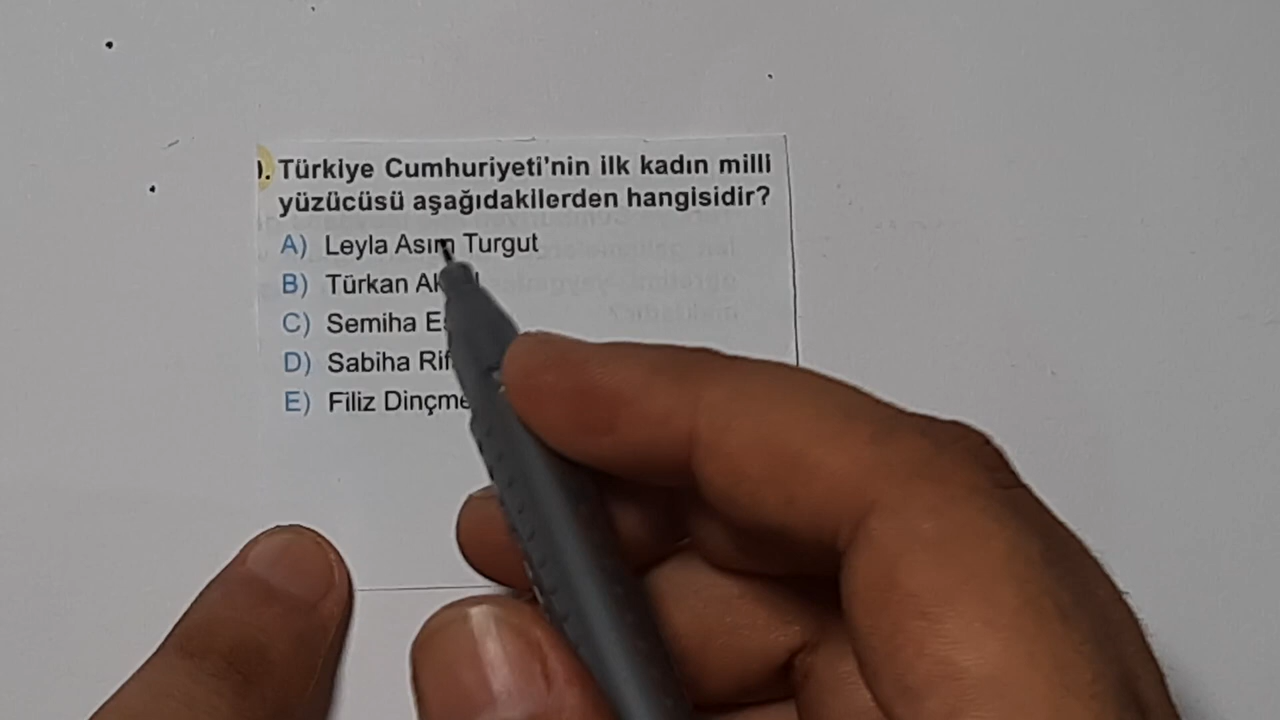 . Türkiye Cumhuriyeti'nin ilk kadın milli
yüzücüsü aşağıdakilerden hangisidir?
A) Leyla Asım Turgut
B) Türkan
C) Semiha
D) Sabiha
E) Filiz